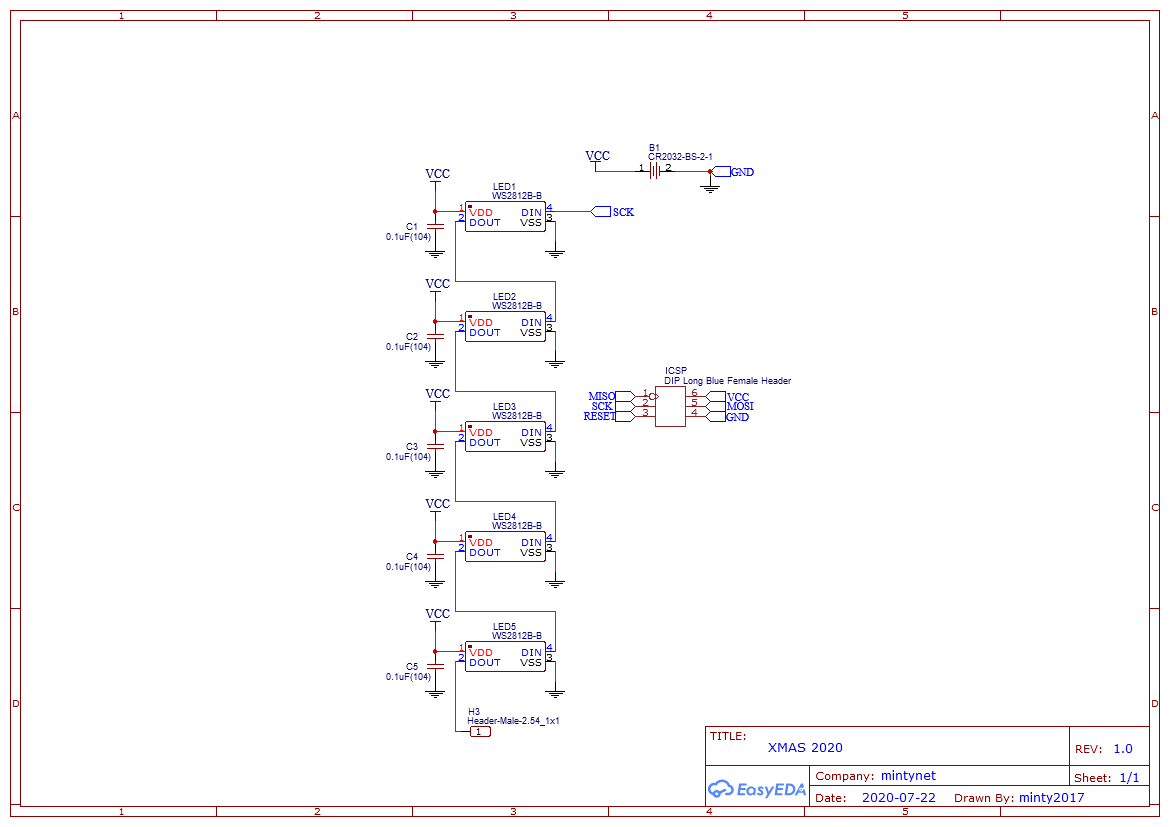 1 2 3 4 5
A A
B B
C C
D D
VCC
B1
CR2032-BS-2-1
1 2
GND
VCC
LED1
WS2812B-B
1 VDD DIN 4
2 DOUT VSS 3
SCK
C1
0.1uF(104)
VCC
LED2
WS2812B-B
1 VDD DIN 4
2 DOUT VSS 3
C2
0.1uF(104)
ICSP
DIP Long Blue Female Header
MISO 1 6 VCC
SCK 2 5 MOSI
RESET 3 4 GND
VCC
LED3
WS2812B-B
1 VDD DIN 4
2 DOUT VSS 3
C3
0.1uF(104)
VCC
LED4
WS2812B-B
1 VDD DIN 4
2 DOUT VSS 3
C4
0.1uF(104)
VCC
LED5
WS2812B-B
1 VDD DIN 4
2 DOUT VSS 3
C5
0.1uF(104)
H3
Header-Male-2.54_1x1
1
TITLE:
XMAS 2020
REV: 1.0
EasyEDA
Company: mintynet
Sheet: 1/1
Date: 2020-07-22 Drawn By: minty2017
1 2 3 4 5